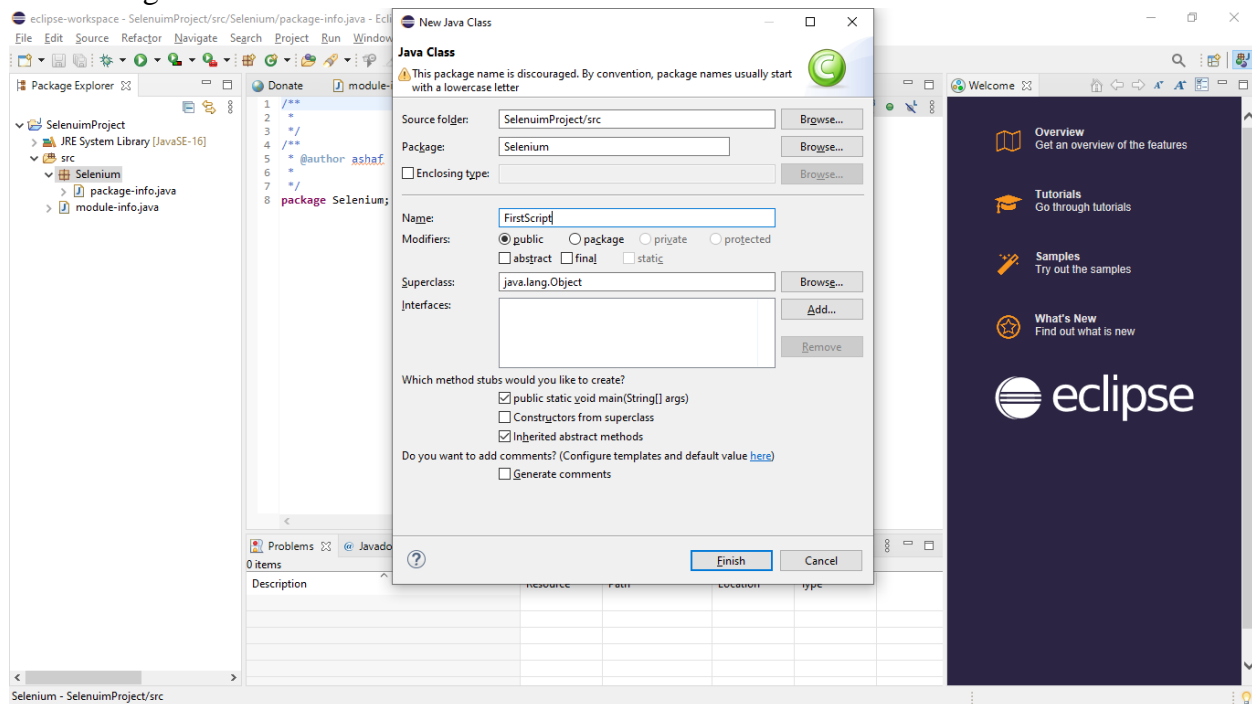 eclipse-workspace - SelenuimProject/src/Selenium/package-info.java - Ecli
File Edit Source Refactor Navigate Search Project Run Window
Package Explorer
SelenuimProject
JRE System Library [JavaSE-16]
src
Selenium
package-info.java
module-info.java
Donate module-i
1 /**
2 *
3 */
4 /**
5 * @author ashaf
6 *
7 */
8 package Selenium;
New Java Class
Java Class
This package name is discouraged. By convention, package names usually start
with a lowercase letter
Source folder: SelenuimProject/src Browse...
Package: Selenium Browse...
Enclosing type: Browse...
Name: FirstScript
Modifiers: public package private protected
abstract final static
Superclass: java.lang.Object Browse...
Interfaces: Add...
Remove
Which method stubs would you like to create?
public static void main(String[] args)
Constructors from superclass
Inherited abstract methods
Do you want to add comments? (Configure templates and default value here)
Generate comments
Finish Cancel
Welcome
Overview
Get an overview of the features
Tutorials
Go through tutorials
Samples
Try out the samples
What's New
Find out what is new
eclipse
Problems @ Javado
0 items
Description Resource Path Location Type
Selenium - SelenuimProject/src